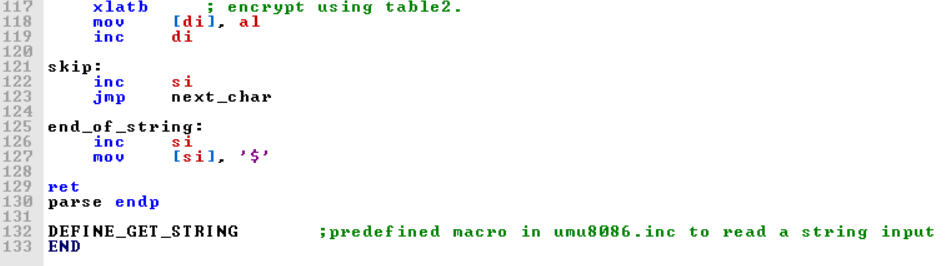 117 xlatb ; encrypt using table2.
118 mov [di], al
119 inc di
120
121 skip:
122 inc si
123 jmp next_char
124
125 end_of_string:
126 inc si
127 mov [si], '$'
128
129 ret
130 parse endp
131
132 DEFINE_GET_STRING ;predefined macro in umu8086.inc to read a string input
133 END